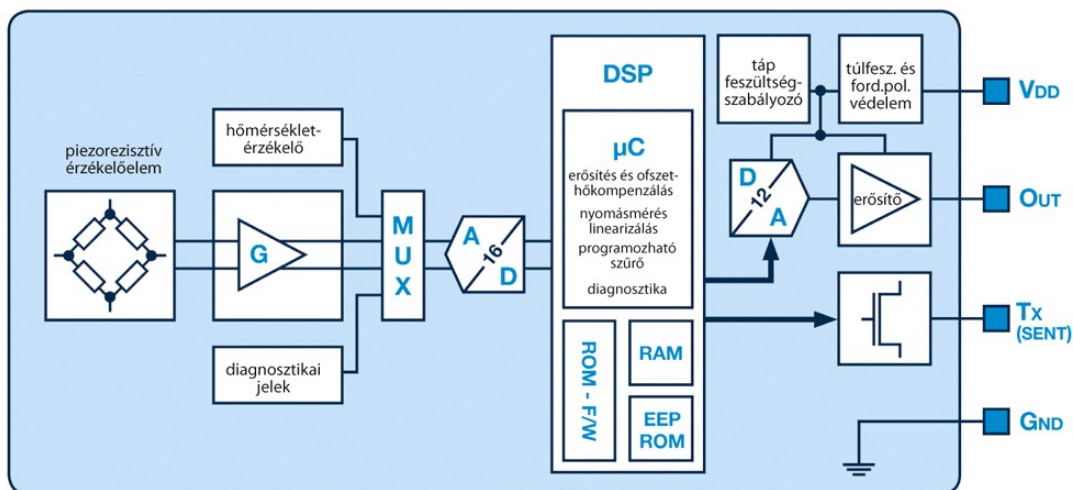 piezorezisztív
érzékelőelem
hőmérséklet-
érzékelő
G
diagnosztikai
jelek
MUX
A
16
D
DSP
µC
erősítés és ofszet-
hőkompenzálás
nyomásmérés
linearizálás
programozható
szűrő
diagnosztika
ROM - F/W
RAM
EEP
ROM
táp
feszültség-
szabályozó
túlfesz. és
ford.pol.
védelem
D
12
A
erősítő
VDD
OUT
TX
(SENT)
GND